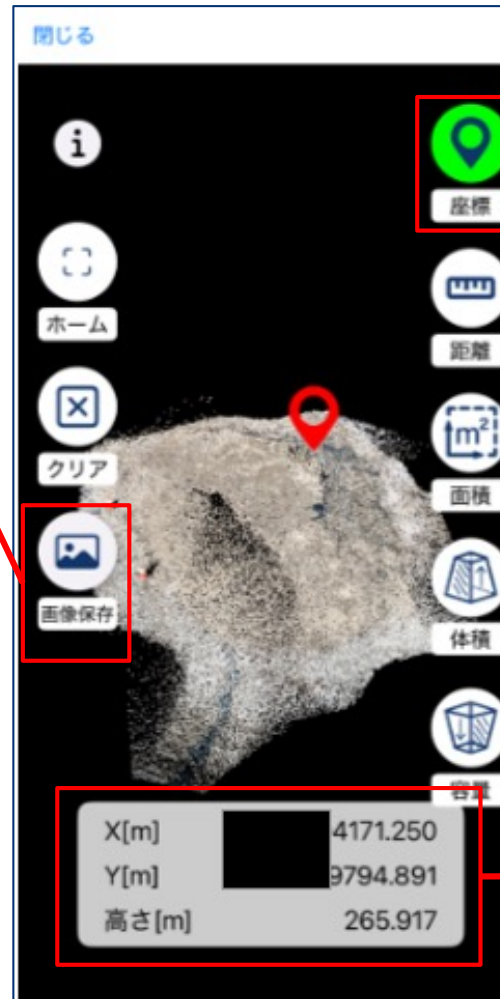 閉じる
i
座標
ホーム
距離
クリア
m²
面積
画像保存
体積
容量
X[m] 4171.250
Y[m] 9794.891
高さ[m] 265.917